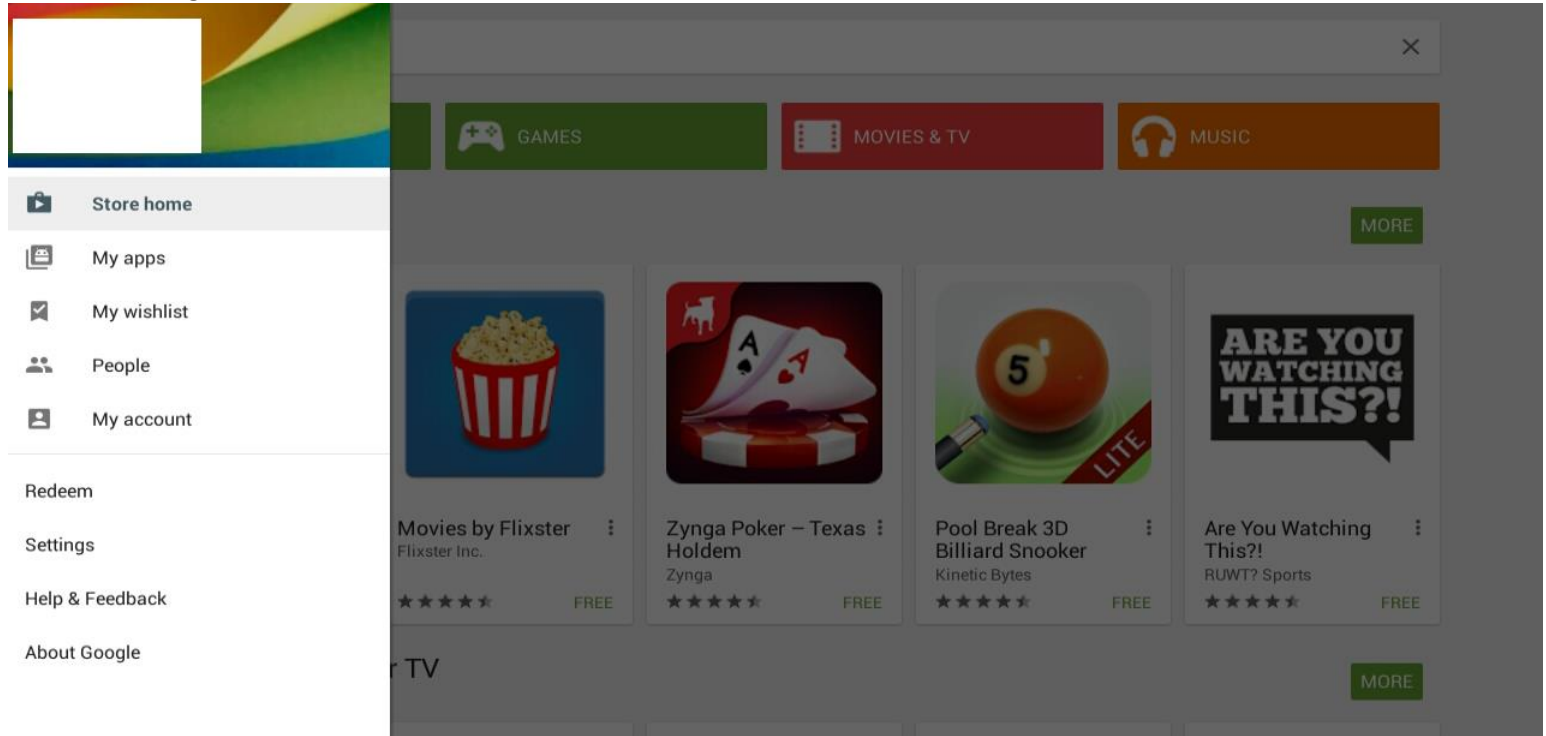 GAMES
MOVIES & TV
MUSIC
Store home
My apps
My wishlist
People
My account
Redeem
Settings
Help & Feedback
About Google
MORE
5
LITE
ARE YOU
WATCHING
THIS?!
Movies by Flixster
Flixster Inc.
FREE
Zynga Poker – Texas
Holdem
Zynga
FREE
Pool Break 3D
Billiard Snooker
Kinetic Bytes
FREE
Are You Watching
This?!
RUWT? Sports
FREE
r TV
MORE